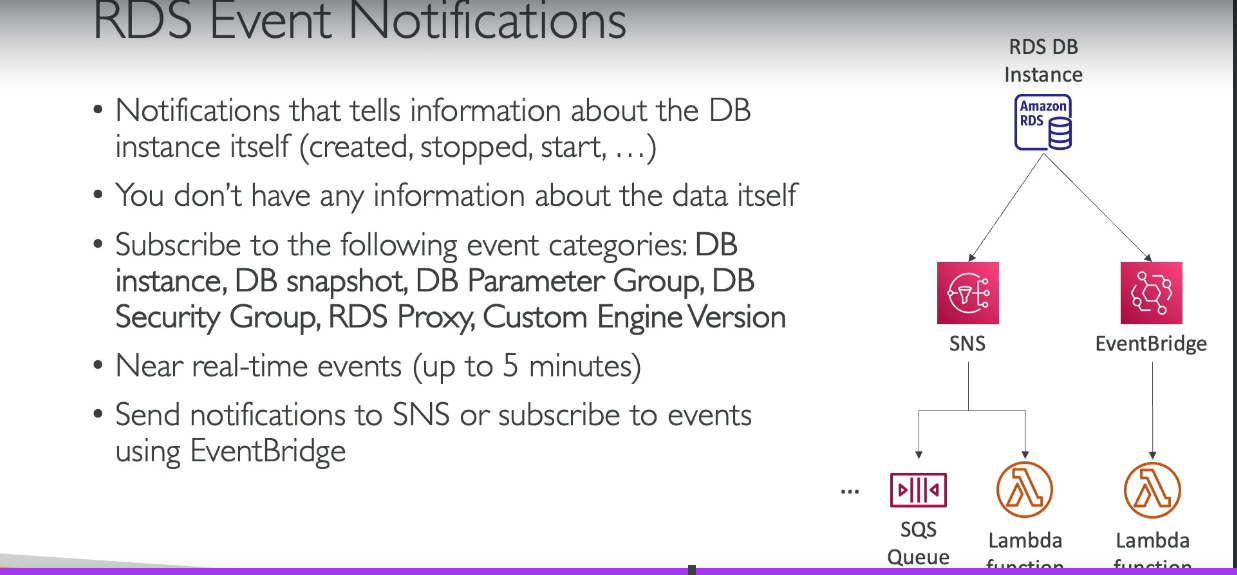 RDS Event Notifications
• Notifications that tells information about the DB
instance itself (created, stopped, start, …)
• You don't have any information about the data itself
• Subscribe to the following event categories: DB
instance, DB snapshot, DB Parameter Group, DB
Security Group, RDS Proxy, Custom Engine Version
• Near real-time events (up to 5 minutes)
• Send notifications to SNS or subscribe to events
using EventBridge
RDS DB
Instance
Amazon
RDS
SNS
EventBridge
...
SQS
Queue
Lambda
function
Lambda
function